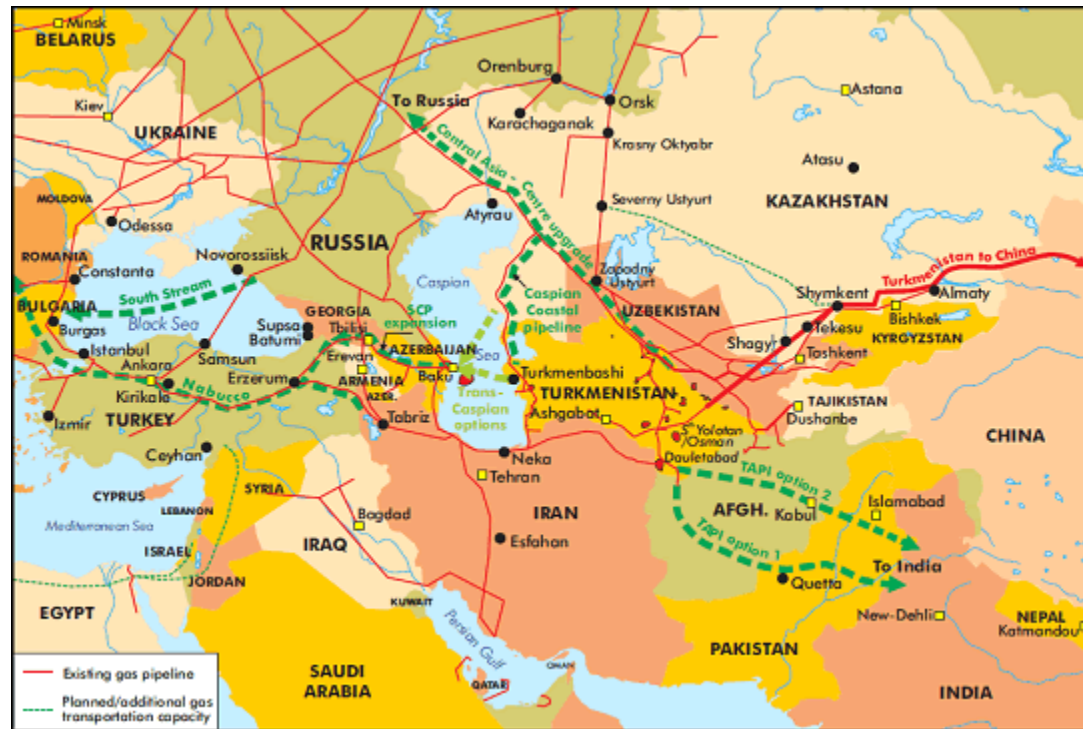 Minsk
BELARUS
Orenburg
Astana
To Russia
Orsk
Kiev
Karachaganak
Krasny Oktyabr
UKRAINE
Central Asia - Centre upgrade
Atasu
MOLDOVA
Severny Ustyurt
KAZAKHSTAN
Odessa
Atyrau
RUSSIA
ROMANIA
Novorossiisk
Constanta
Caspian
Zapadny
Ustyurt
Turkmenistan to China
South Stream
Shymkent
Almaty
BULGARIA
Caspian
Coastal
pipeline
UZBEKISTAN
Burgas
Black Sea
GEORGIA
SCP
expansion
Bishkek
Supsa
Batumi
Tbilisi
Tekesu
KYRGYZSTAN
Istanbul
Samsun
Shagyr
Tashkent
Ankara
Erevan
AZERBAIJAN
Sea
Erzerum
ARMENIA
Baku
Turkmenbashi
TURKMENISTAN
TAJIKISTAN
Kirikale
Nabucco
AZER.
Trans-
Caspian
options
Ashgabat
Dushanbe
Izmir
TURKEY
Tabriz
Sth Yolotan
/Osman
CHINA
Ceyhan
Neka
Dauletabad
Tehran
TAPI option 2
CYPRUS
SYRIA
Islamabad
LEBANON
AFGH.
Kabul
Mediterranean Sea
Bagdad
IRAN
ISRAEL
IRAQ
Esfahan
TAPI option 1
To India
JORDAN
Quetta
KUWAIT
EGYPT
New-Dehli
NEPAL
Katmandou
Persian Gulf
PAKISTAN
SAUDI
ARABIA
OMAN
QATAR
INDIA
Existing gas pipeline
Planned/additional gas
transportation capacity